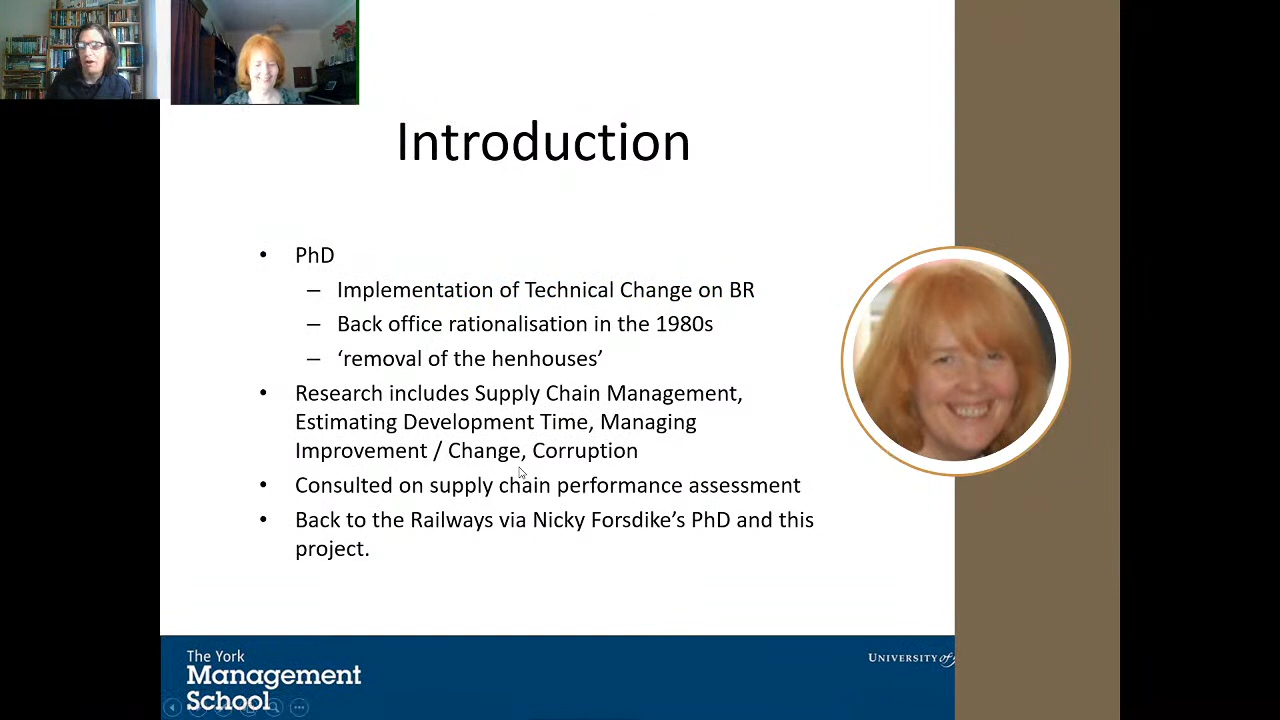 Introduction
• PhD
– Implementation of Technical Change on BR
– Back office rationalisation in the 1980s
– ‘removal of the henhouses’
• Research includes Supply Chain Management,
Estimating Development Time, Managing
Improvement / Change, Corruption
• Consulted on supply chain performance assessment
• Back to the Railways via Nicky Forsdike’s PhD and this
project.
The York
Management
School
UNIVERSITY of